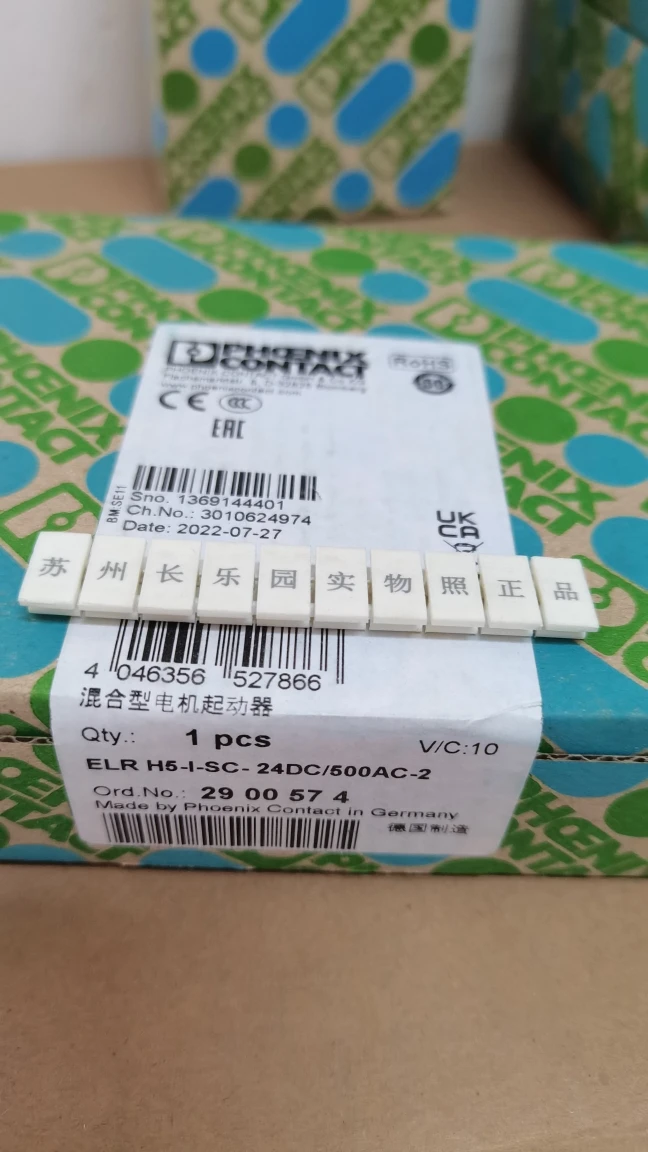 PHOENIX
CONTACT
RoHS
CE
CCC
EAC
BM-SE11
Sno. 1369144401
Ch.No.: 3010624974
Date: 2022-07-27
UK
CA
苏州长乐园实物照正品
4 046356 527866
混合型电机起动器
Qty.: 1 pcs
V/C:10
ELR H5-I-SC- 24DC/500AC-2
Ord.No.: 29 00 57 4
Made by Phoenix Contact in Germany
德国制造
PHOENIX
CONTACT